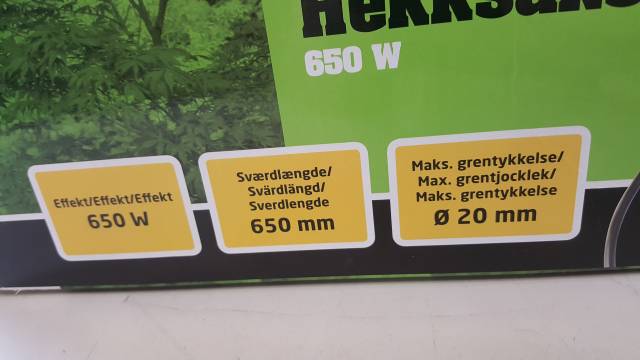 650 W
Effekt/Effekt/Effekt
650 W
Sværdlængde/
Svärdlängd/
Sverdlengde
650 mm
Maks. grentykkelse/
Max. grentjocklek/
Maks. grentykkelse
Ø 20 mm